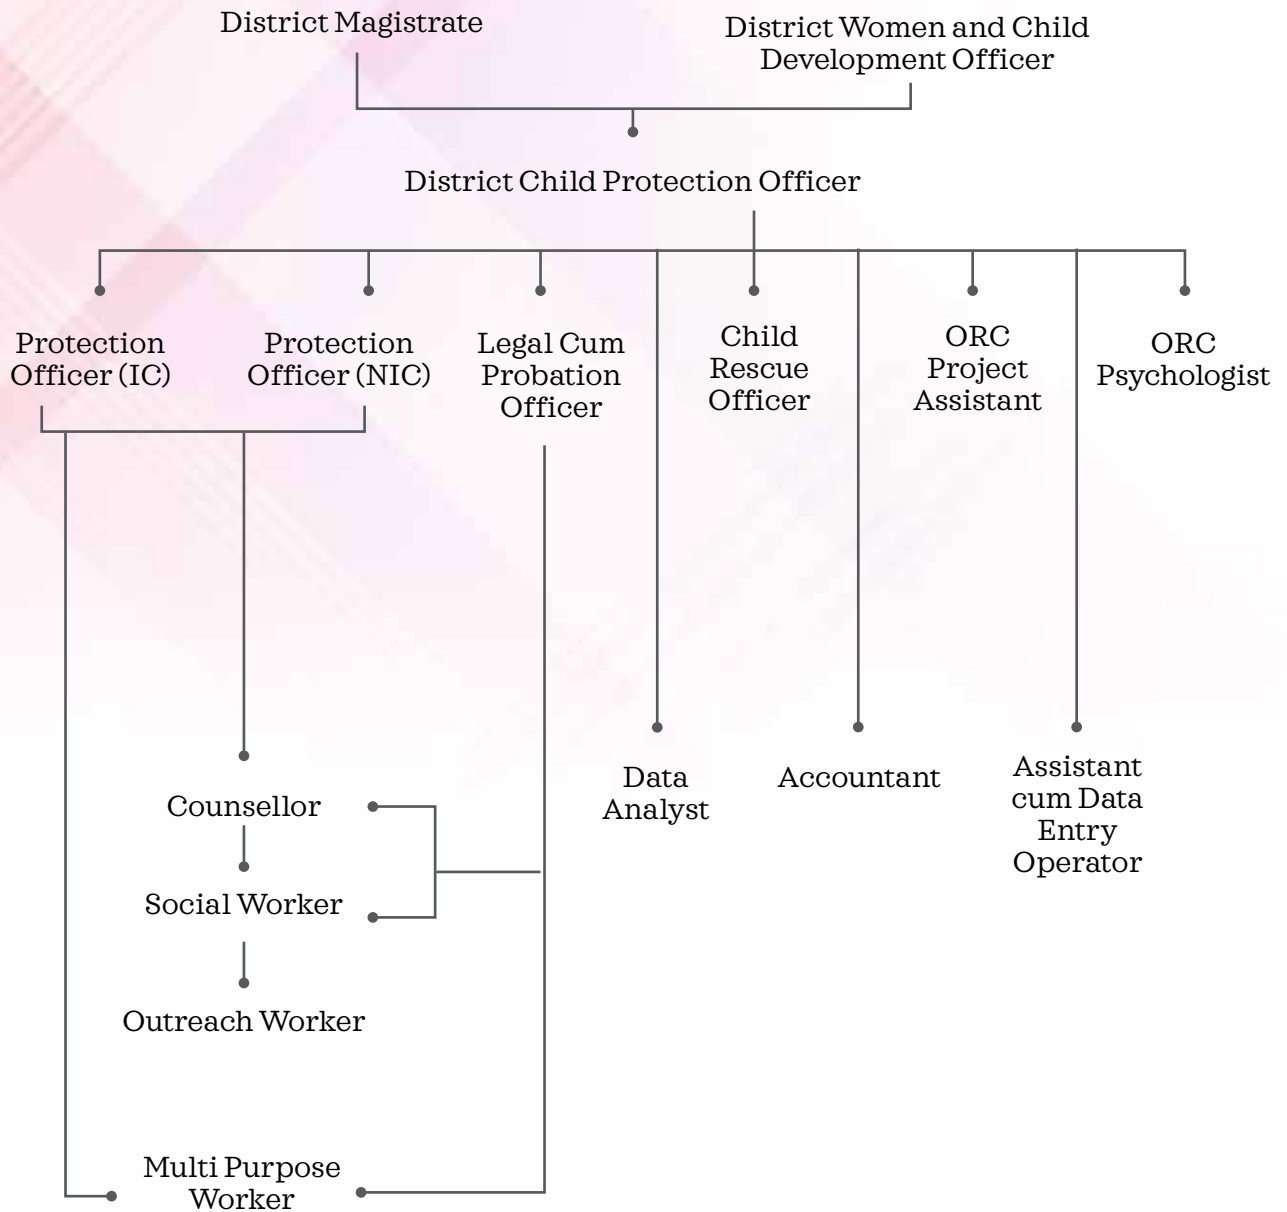 District Magistrate
District Women and Child
Development Officer
District Child Protection Officer
Protection
Officer (IC)
Protection
Officer (NIC)
Legal Cum
Probation
Officer
Child
Rescue
Officer
ORC
Project
Assistant
ORC
Psychologist
Counsellor
Social Worker
Outreach Worker
Multi Purpose
Worker
Data
Analyst
Accountant
Assistant
cum Data
Entry
Operator